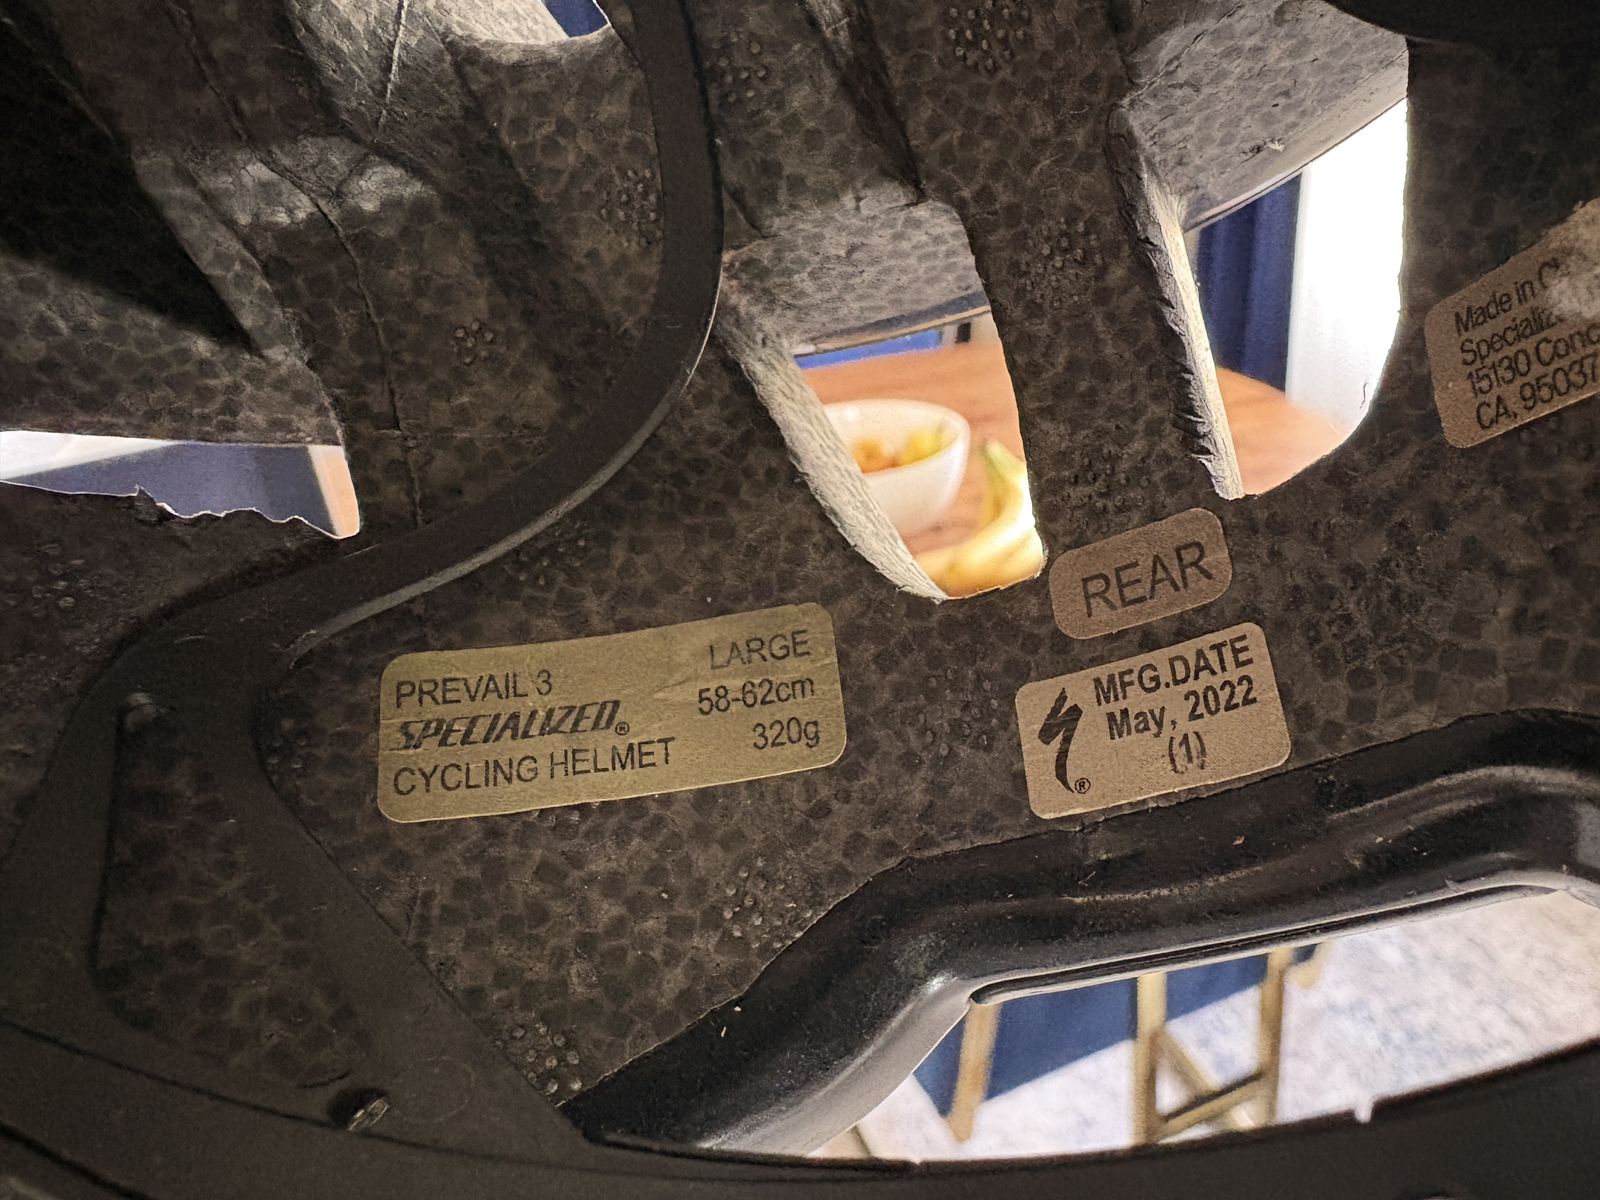 PREVAIL 3
SPECIALIZED®
CYCLING HELMET
LARGE
58-62cm
320g
REAR
MFG.DATE
May, 2022
(1)
®
Made in
15130
CA, 95037